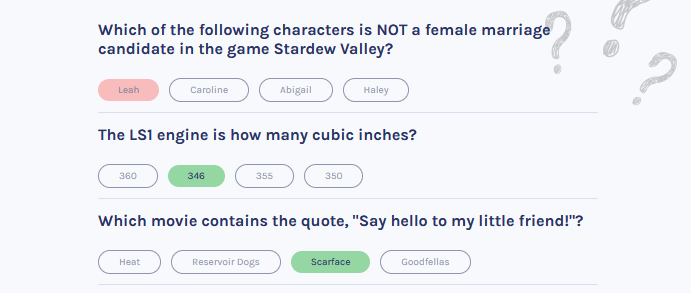 Which of the following characters is NOT a female marriage
candidate in the game Stardew Valley?
Leah Caroline Abigail Haley
The LS1 engine is how many cubic inches?
360 346 355 350
Which movie contains the quote, "Say hello to my little friend!"?
Heat Reservoir Dogs Scarface Goodfellas